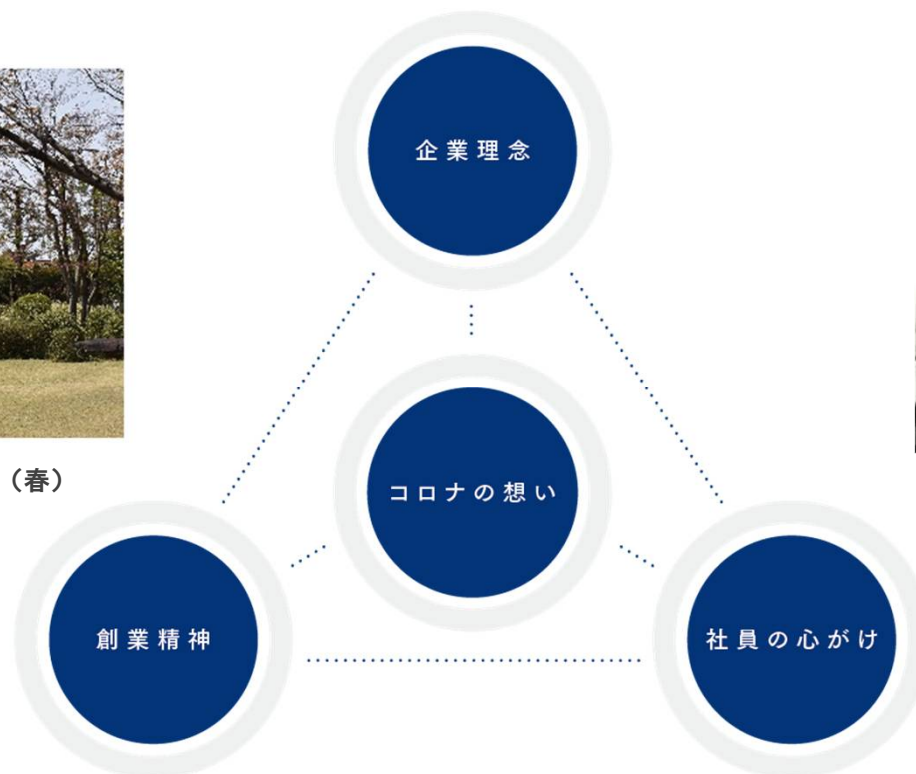 企業理念
コロナの想い
（春）
創業精神
社員の心がけ